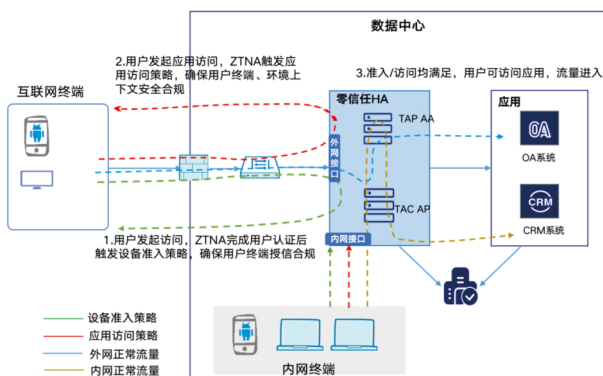 数据中心
2.用户发起应用访问，ZTNA触发
应用访问策略，确保用户终端、环境上
下文安全合规
3.准入/访问均满足，用户可访问应用，流量进入
互联网终端
零信任HA
应用
TAP AA
OA
OA系统
外网接口
CRM
TAC AP
CRM系统
内网接口
1.用户发起访问，ZTNA完成用户认证后
触发设备准入策略，确保用户终端授信合规
设备准入策略
应用访问策略
外网正常流量
内网正常流量
内网终端